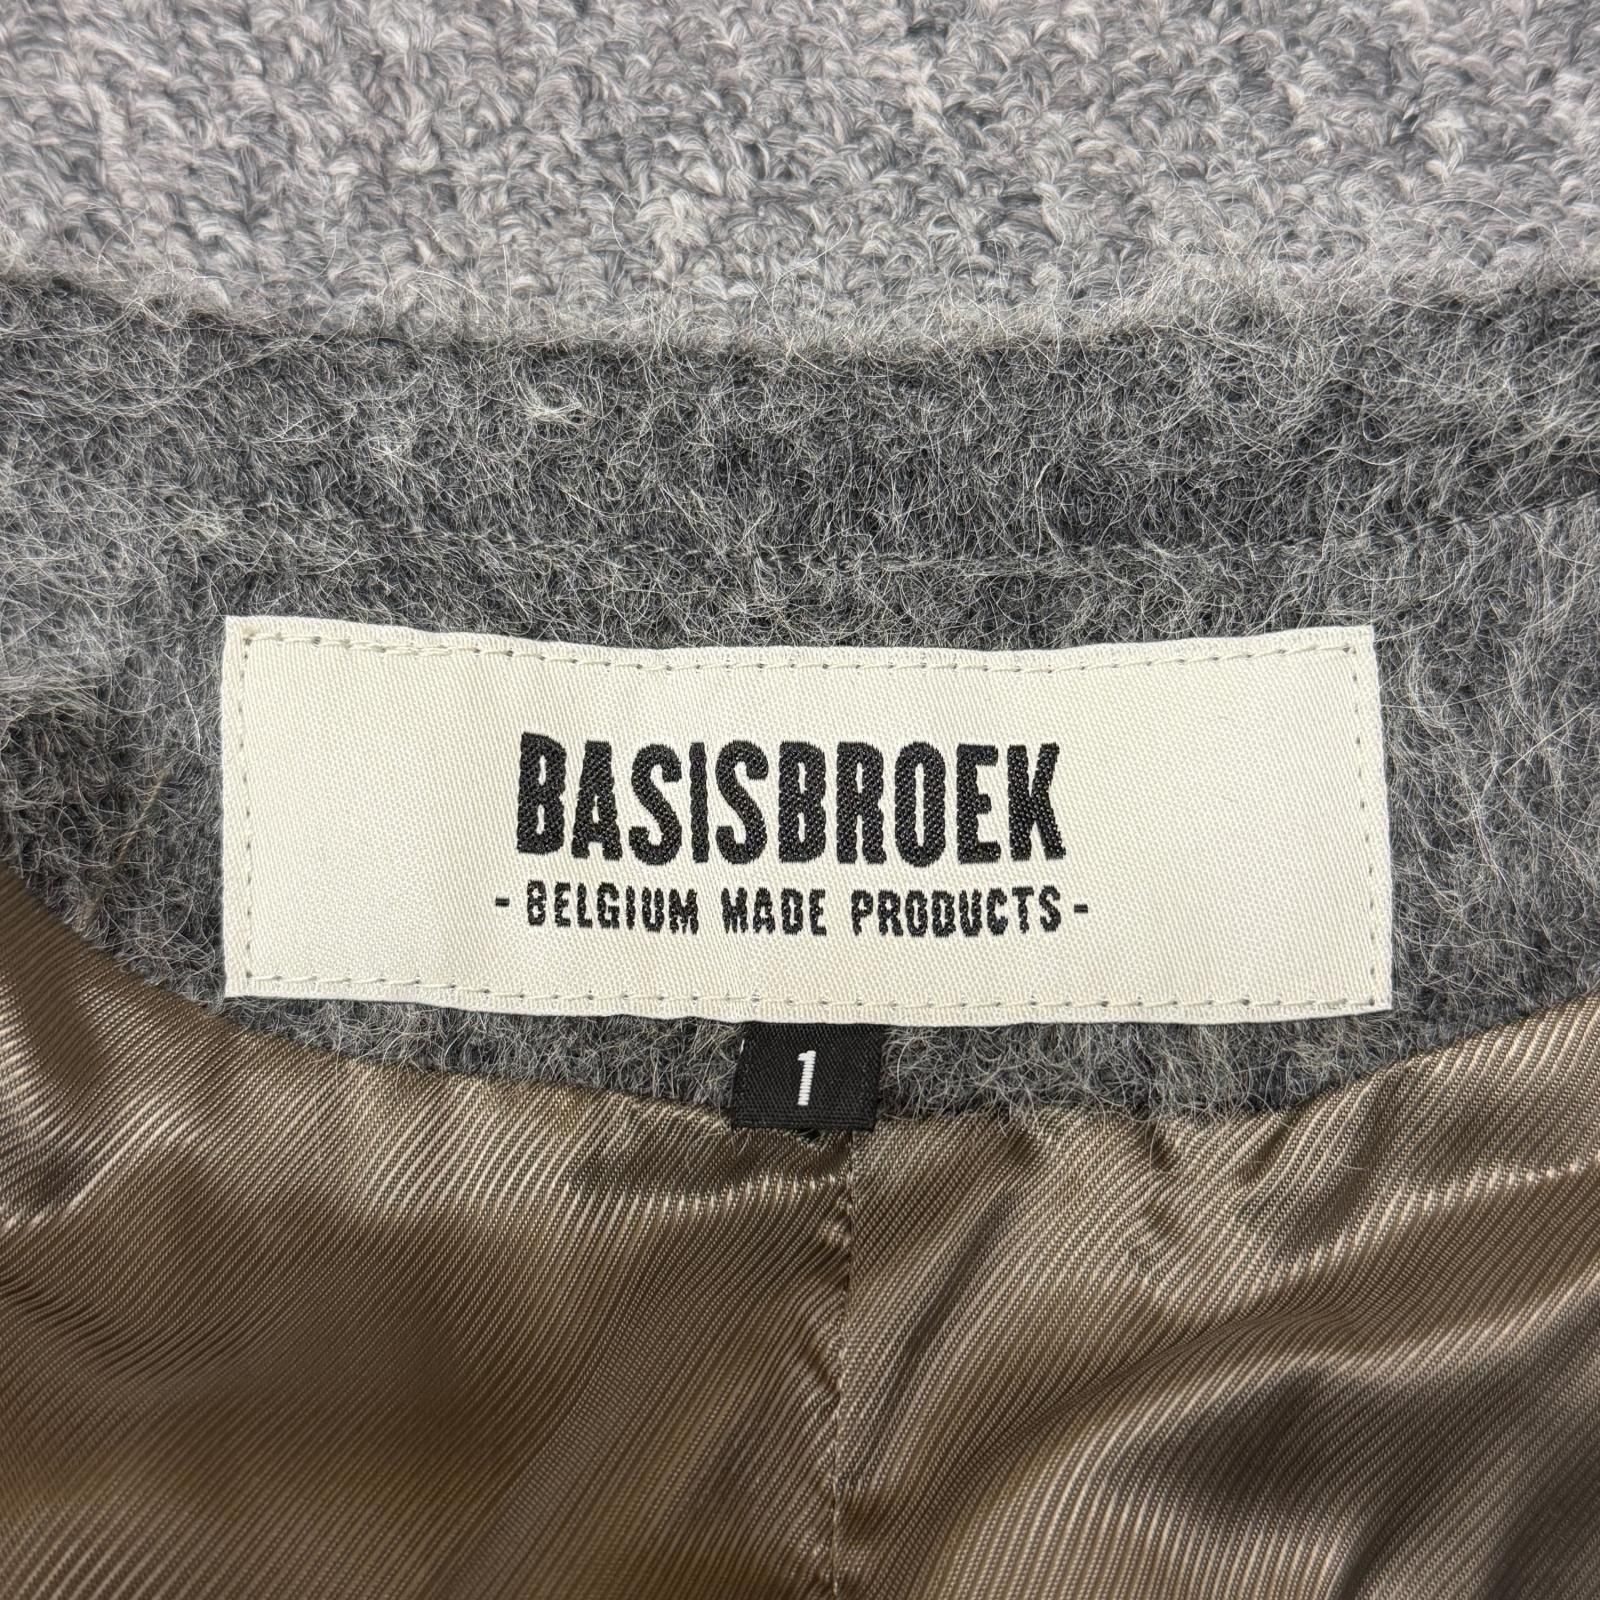 BASISBROEK
- BELGIUM MADE PRODUCTS -
1